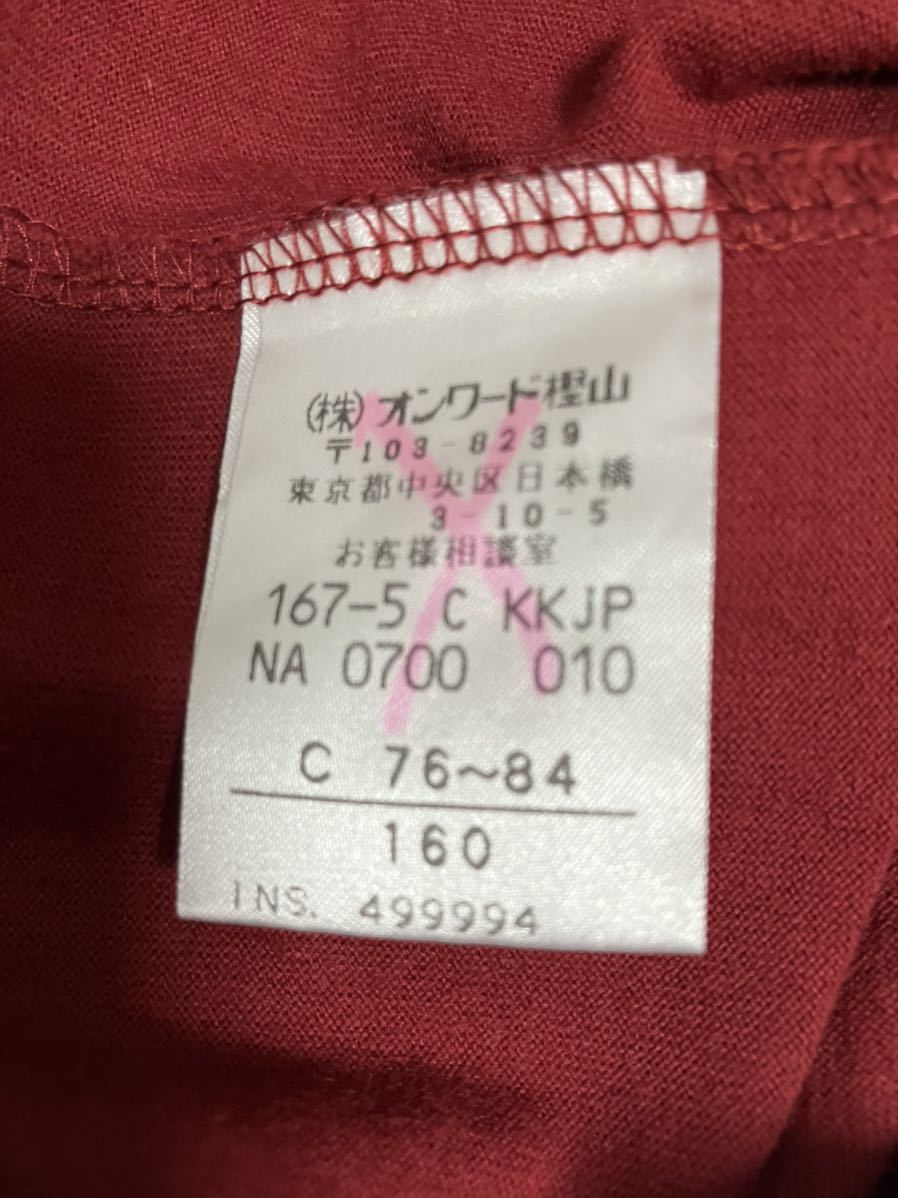 (株)オンワード樫山
〒103-8239
東京都中央区日本橋
3-10-5
お客様相談室
167-5 C KKJP
NA 0700 010
C 76~84
160
INS. 499994